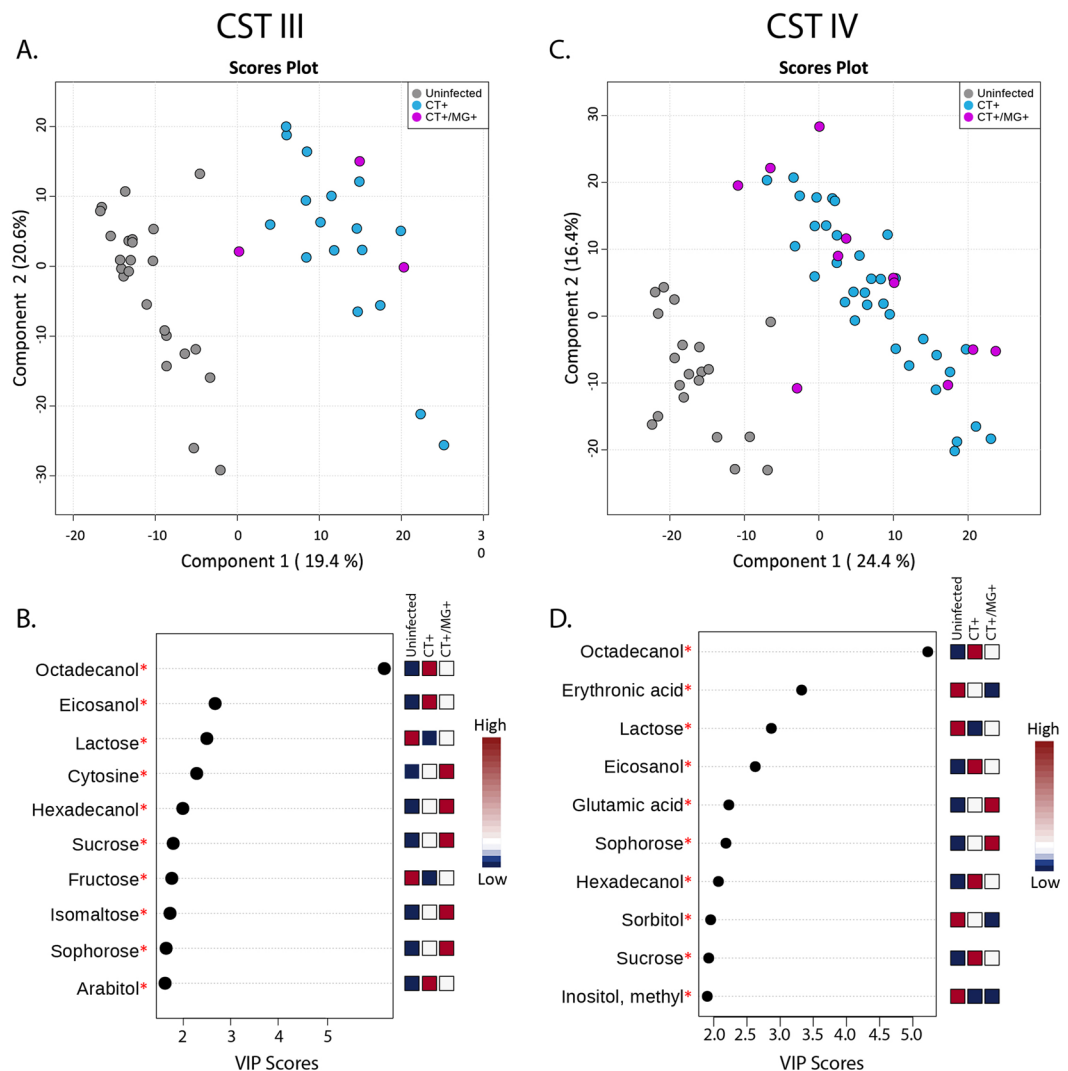 CST III
CST IV
A.
Scores Plot
Uninfected
CT+
CT+/MG+
Component 2 (20.6%)
20
10
0
-10
-20
-30
-20
-10
0
10
20
3
0
Component 1 ( 19.4 %)
C.
Scores Plot
Uninfected
CT+
CT+/MG+
Component 2 (16.4%)
30
20
10
0
-10
-20
-20
-10
0
10
20
Component 1 ( 24.4 %)
B.
Uninfected
CT+
CT+/MG+
Octadecanol*
Eicosanol*
Lactose*
Cytosine*
Hexadecanol*
Sucrose*
Fructose*
Isomaltose*
Sophorose*
Arabitol*
High
Low
2
3
4
5
VIP Scores
D.
Uninfected
CT+
CT+/MG+
Octadecanol*
Erythronic acid*
Lactose*
Eicosanol*
Glutamic acid*
Sophorose*
Hexadecanol*
Sorbitol*
Sucrose*
Inositol, methyl*
High
Low
2.0
2.5
3.0
3.5
4.0
4.5
5.0
VIP Scores